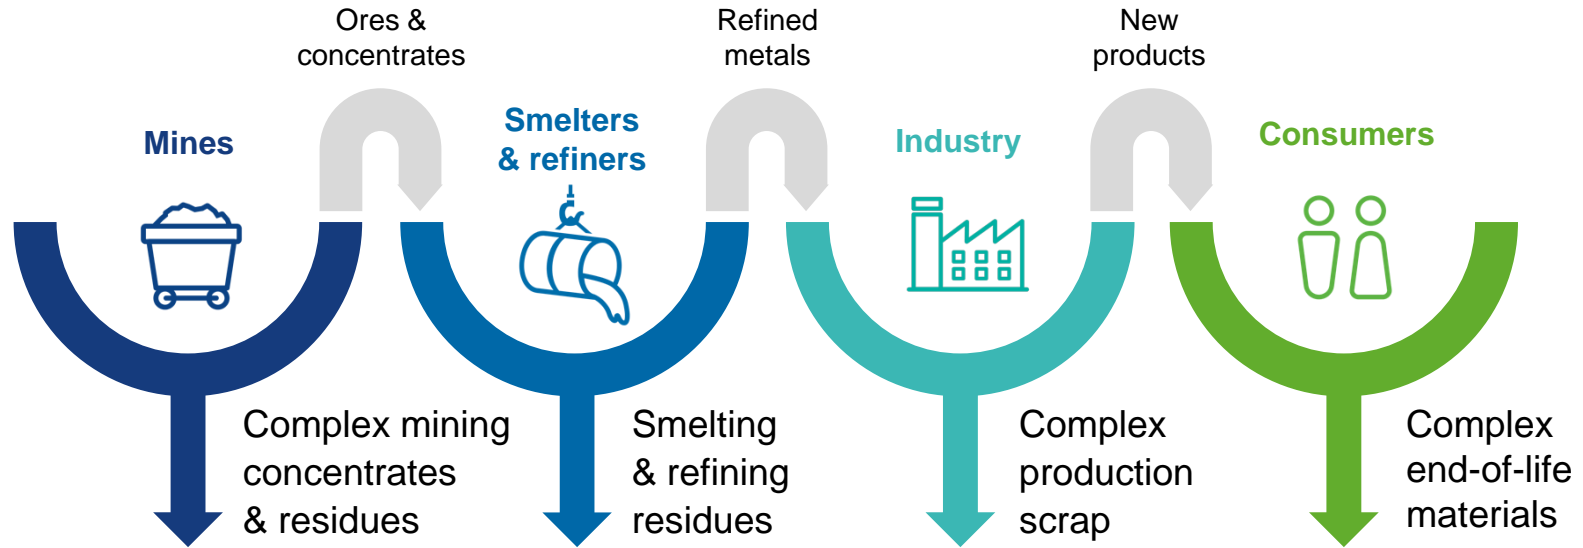 Ores &
concentrates
Refined
metals
New
products
Mines
Smelters
& refiners
Industry
Consumers
Complex mining
concentrates
& residues
Smelting
& refining
residues
Complex
production
scrap
Complex
end-of-life
materials